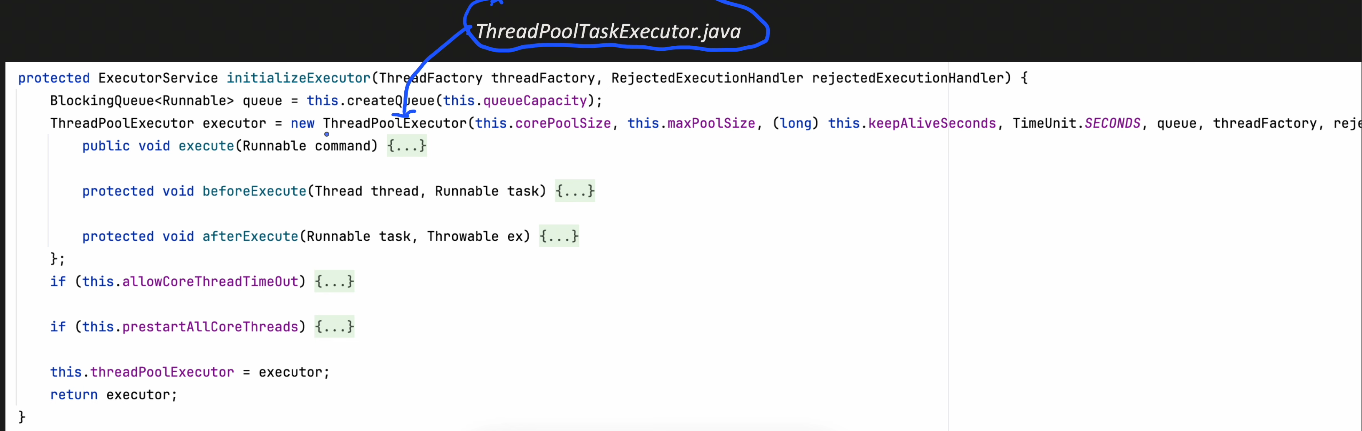 ThreadPoolTaskExecutor.java
protected ExecutorService initializeExecutor(ThreadFactory threadFactory, RejectedExecutionHandler rejectedExecutionHandler) {
BlockingQueue<Runnable> queue = this.createQueue(this.queueCapacity);
ThreadPoolExecutor executor = new ThreadPoolExecutor(this.corePoolSize, this.maxPoolSize, (long) this.keepAliveSeconds, TimeUnit.SECONDS, queue, threadFactory, reje
public void execute(Runnable command) {...}
protected void beforeExecute(Thread thread, Runnable task) {...}
protected void afterExecute(Runnable task, Throwable ex) {...}
};
if (this.allowCoreThreadTimeOut) {...}
if (this.prestartAllCoreThreads) {...}
this.threadPoolExecutor = executor;
return executor;
}